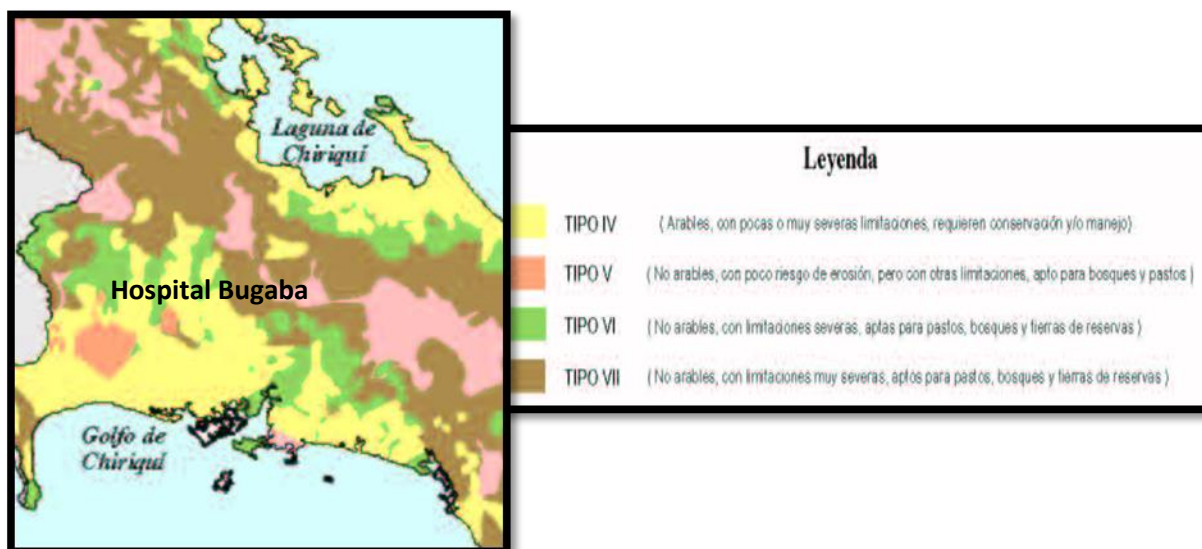 Laguna de
Chiriquí
Hospital Bugaba
Golfo de
Chiriquí
Leyenda
TIPO IV ( Arables, con pocas o muy severas limitaciones, requieren conservación y/o manejo)
TIPO V ( No arables, con poco riesgo de erosión, pero con otras limitaciones, apto para bosques y pastos )
TIPO VI ( No arables, con limitaciones severas, aptas para pastos, bosques y tierras de reservas )
TIPO VII ( No arables, con limitaciones muy severas, aptos para pastos, bosques y tierras de reservas )